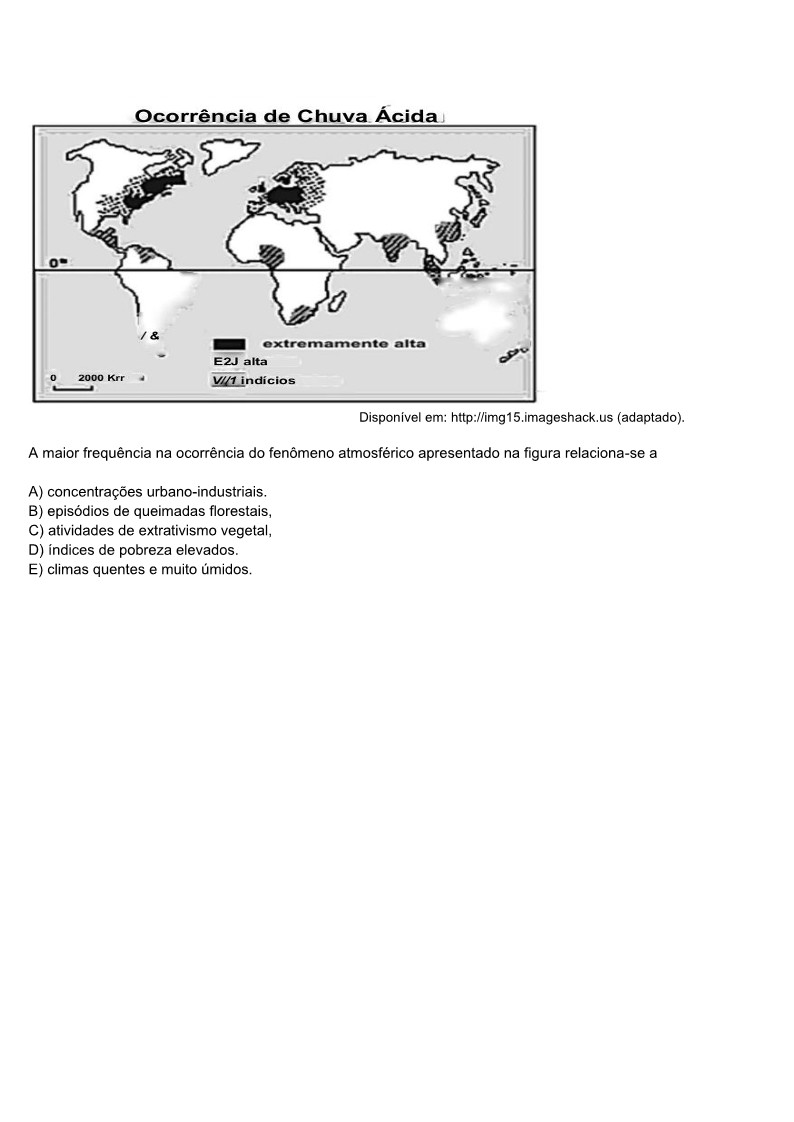 Ocorrência de Chuva Ácida
0º
/ &
extremamente alta
E2J alta
0 2000 Krr
V//1 indícios
Disponível em: http://img15.imageshack.us (adaptado).
A maior frequência na ocorrência do fenômeno atmosférico apresentado na figura relaciona-se a
A) concentrações urbano-industriais.
B) episódios de queimadas florestais,
C) atividades de extrativismo vegetal,
D) índices de pobreza elevados.
E) climas quentes e muito úmidos.